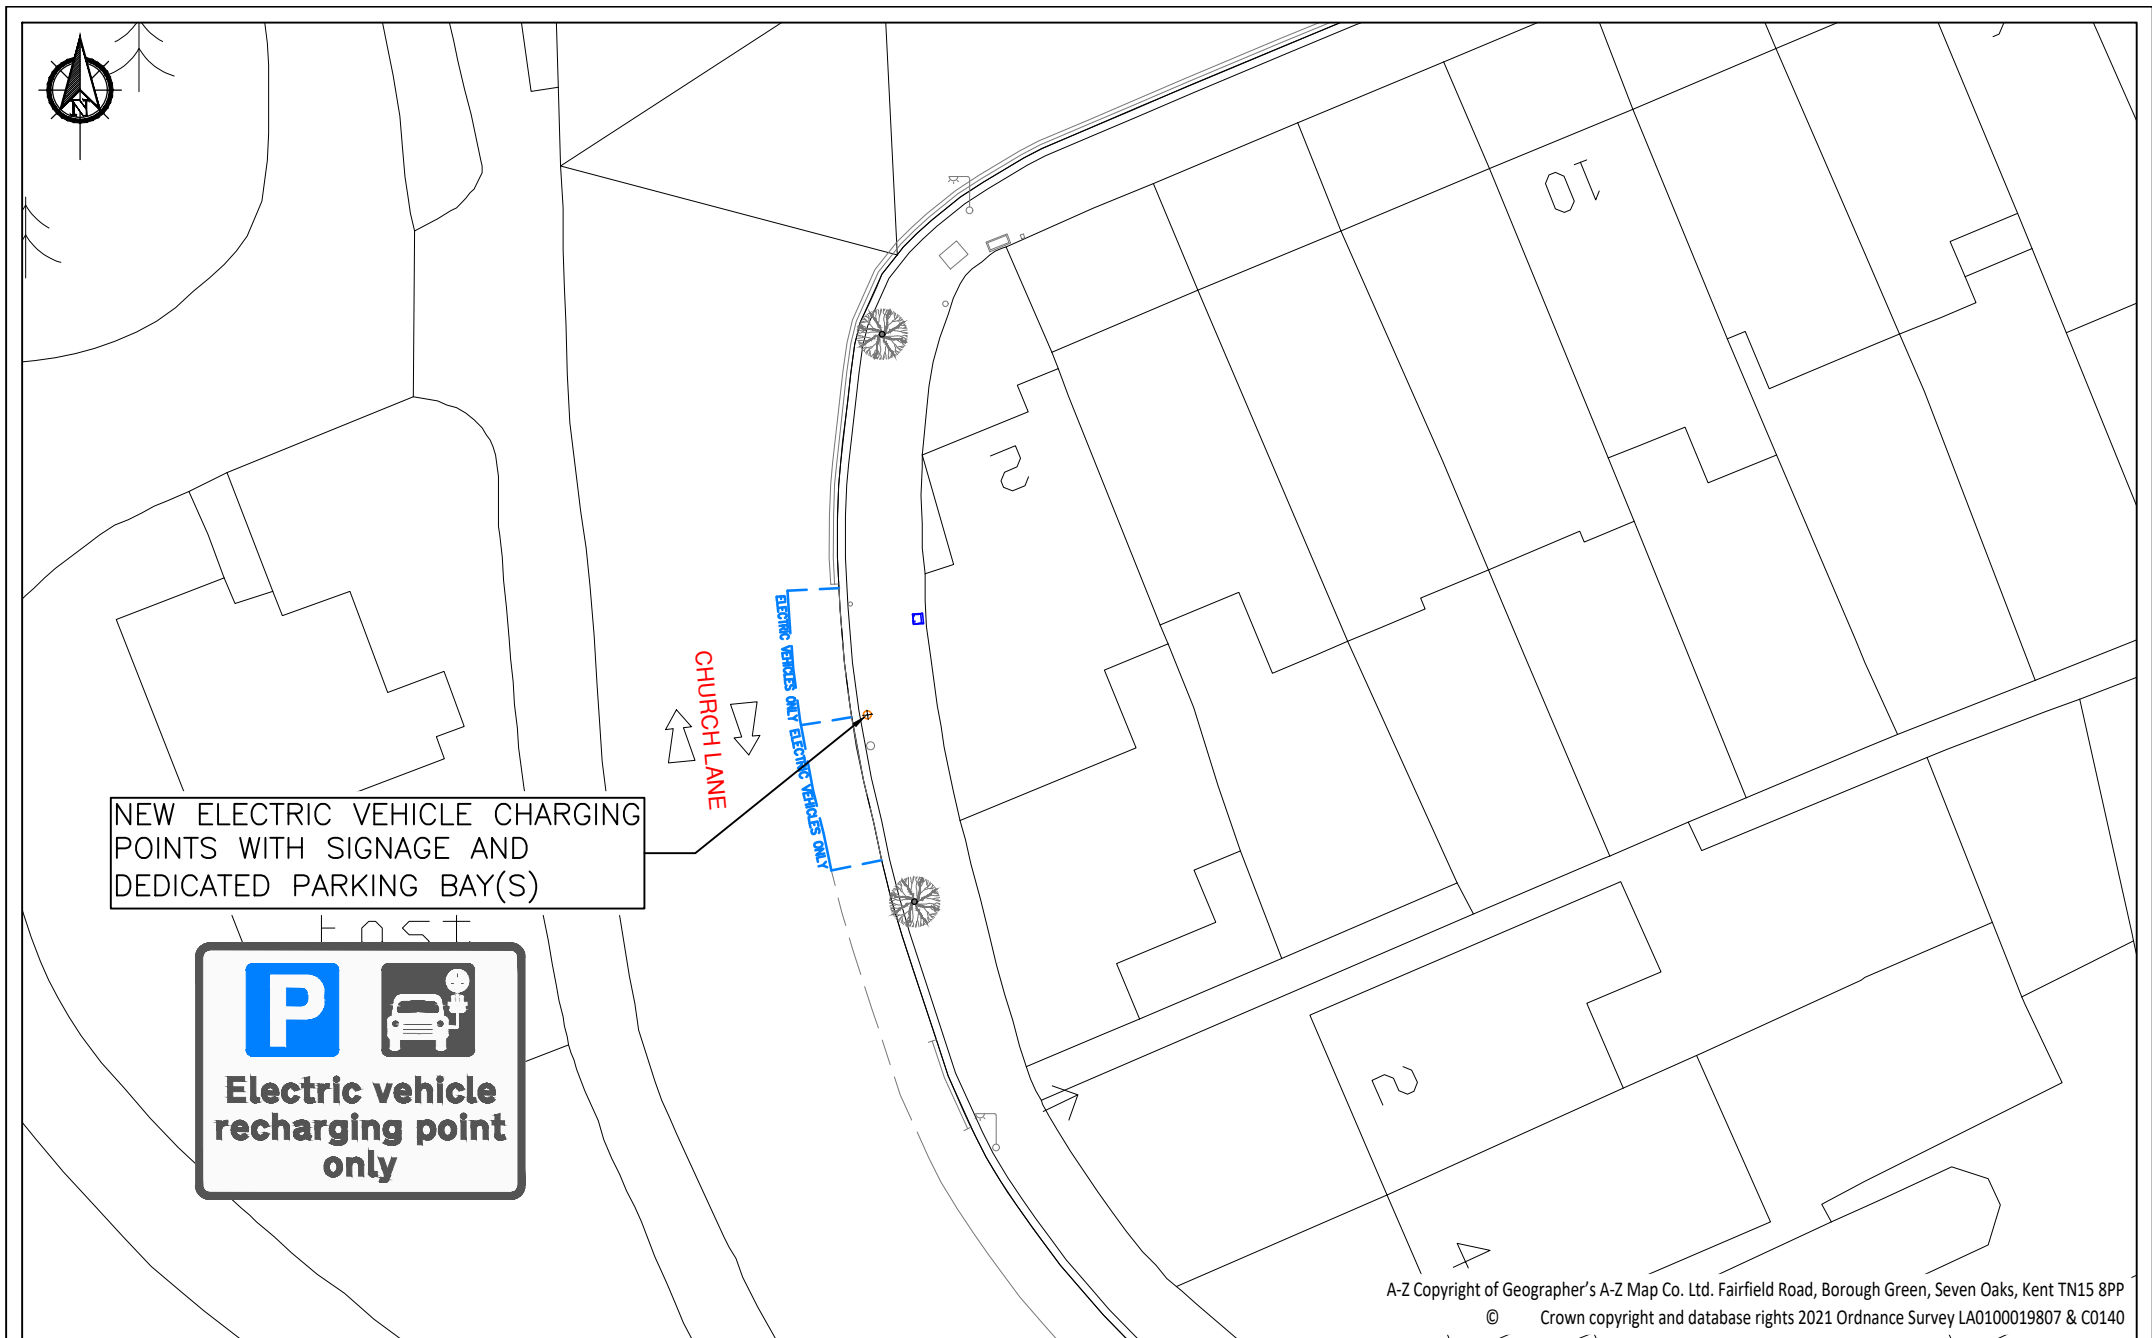 N
10
5
ELECTRIC VEHICLES ONLY
ELECTRIC VEHICLES ONLY
CHURCH LANE
NEW ELECTRIC VEHICLE CHARGING
POINTS WITH SIGNAGE AND
DEDICATED PARKING BAY(S)
East
P
Electric vehicle
recharging point
only
2
A-Z Copyright of Geographer's A-Z Map Co. Ltd. Fairfield Road, Borough Green, Seven Oaks, Kent TN15 8PP
© Crown copyright and database rights 2021 Ordnance Survey LA0100019807 & C0140